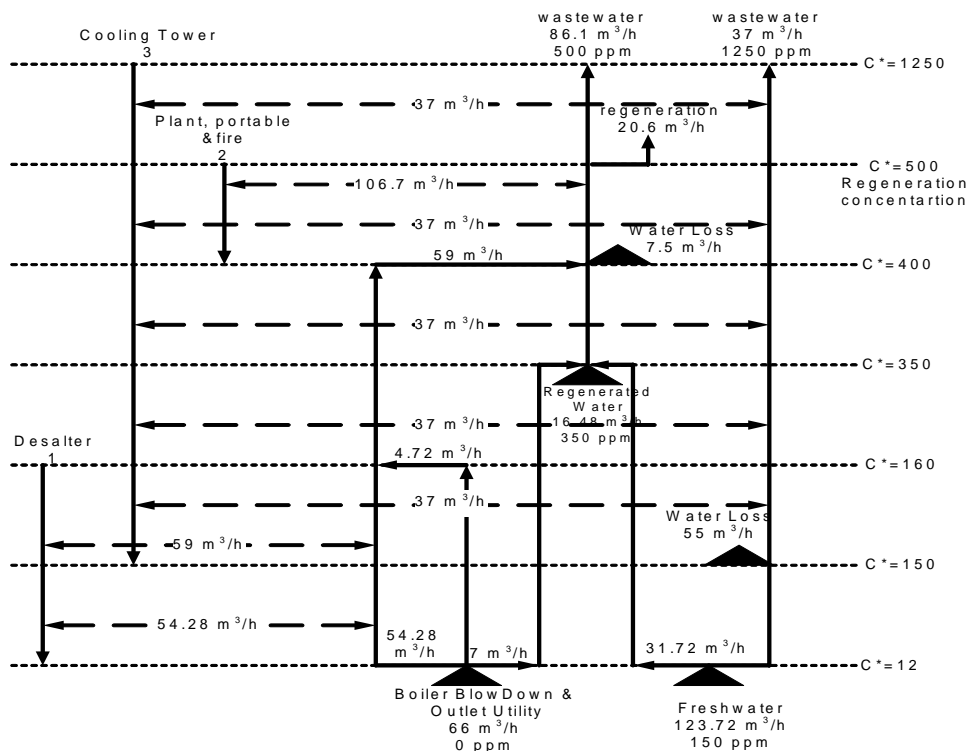 Cooling Tower
3
wastewater
86.1 m³/h
500 ppm
wastewater
37 m³/h
1250 ppm
C*=1250
37 m³/h
Plant, portable
& fire
2
regeneration
20.6 m³/h
C*=500
Regeneration
concentartion
106.7 m³/h
37 m³/h
Water Loss
7.5 m³/h
59 m³/h
C*=400
37 m³/h
C*=350
Regenerated
Water
16.48 m³/h
350 ppm
37 m³/h
Desalter
1
4.72 m³/h
C*=160
37 m³/h
Water Loss
55 m³/h
59 m³/h
C*=150
54.28 m³/h
54.28
m³/h
7 m³/h
31.72 m³/h
C*=12
Boiler BlowDown &
Outlet Utility
66 m³/h
0 ppm
Freshwater
123.72 m³/h
150 ppm